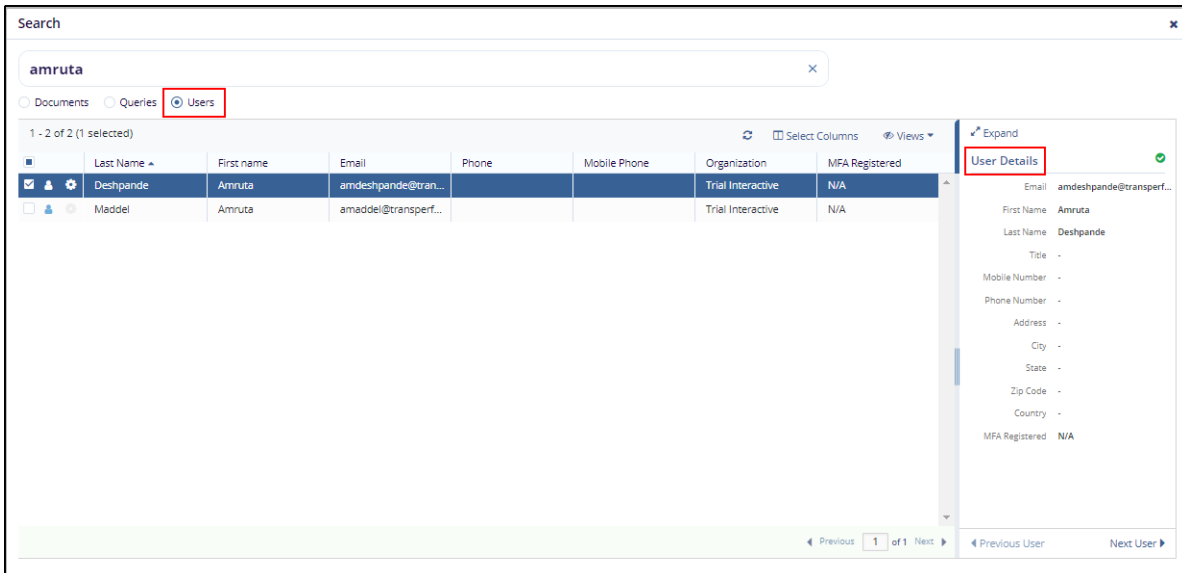 Search
amruta
Documents Queries Users
1 - 2 of 2 (1 selected) Select Columns Views
Last Name First name Email Phone Mobile Phone Organization MFA Registered
Deshpande Amruta amdeshpande@tran... Trial Interactive N/A
Maddel Amruta amaddel@transperf... Trial Interactive N/A
Previous 1 of 1 Next
Expand
User Details
Email amdeshpande@transperf...
First Name Amruta
Last Name Deshpande
Title -
Mobile Number -
Phone Number -
Address -
City -
State -
Zip Code -
Country -
MFA Registered N/A
Previous User Next User